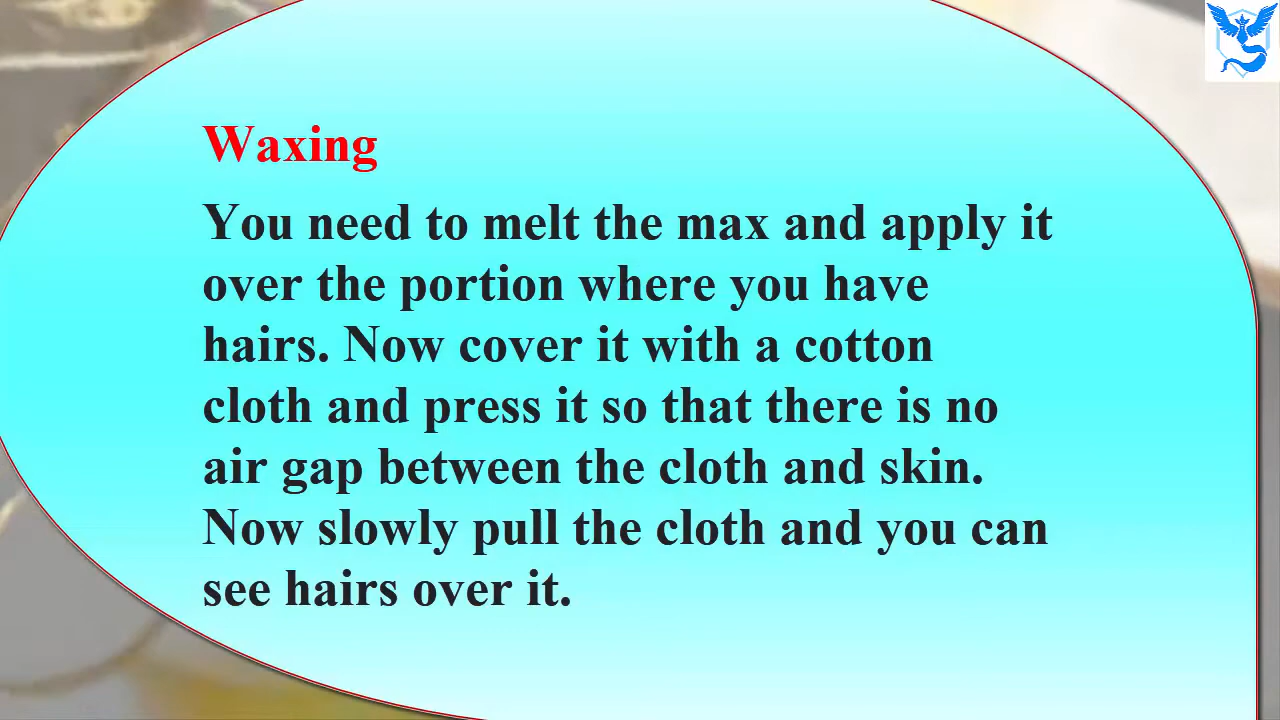 Waxing
You need to melt the max and apply it
over the portion where you have
hairs. Now cover it with a cotton
cloth and press it so that there is no
air gap between the cloth and skin.
Now slowly pull the cloth and you can
see hairs over it.